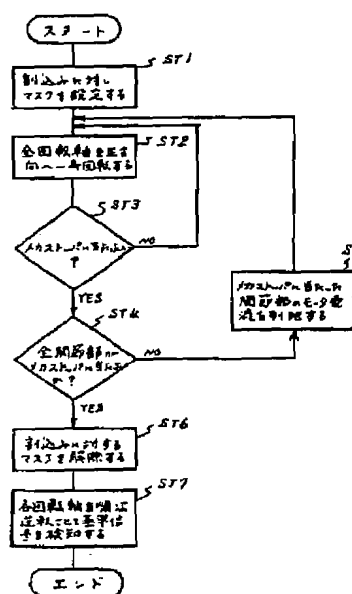 スタート
ST1
割込みに対し
マスクを設定する
ST2
全回転軸を正方
向へ一斉回転する
ST3
メカストッパに当たったか
?
NO
YES
ST4
全関節部が
メカストッパに当たった
か?
NO
YES
S
メカストッパに当たった
関節部のモータ電
流を制限する
ST6
割込みに対する
マスクを解除する
ST7
各回転軸を順次
逆転させて基準信
号を検知する
エンド